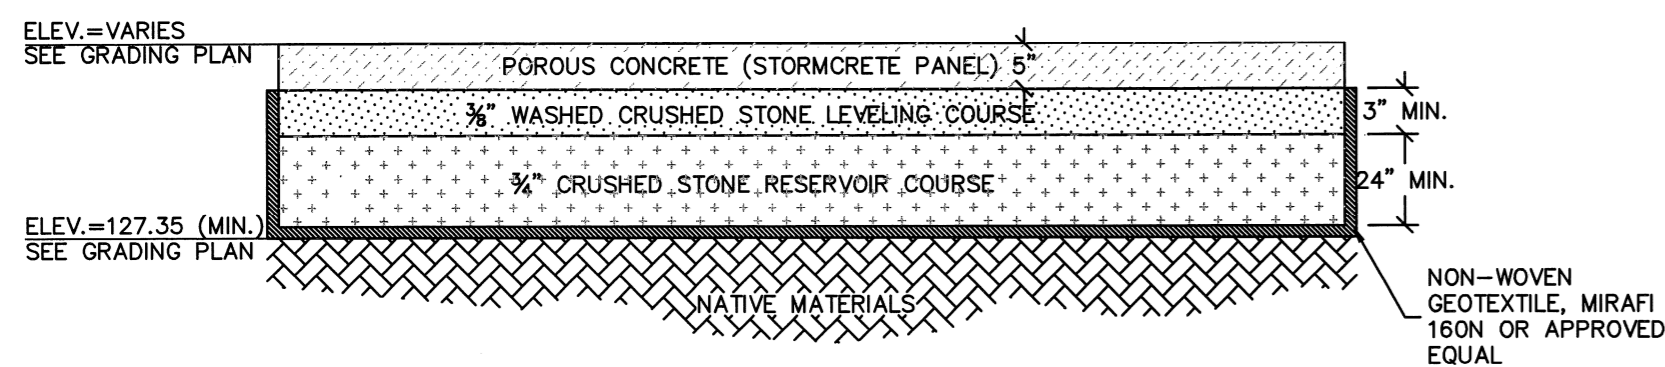 ELEV.=VARIES
SEE GRADING PLAN
POROUS CONCRETE (STORMCRETE PANEL) 5"
⅜" WASHED CRUSHED STONE LEVELING COURSE
3" MIN.
¾" CRUSHED STONE RESERVOIR COURSE
24" MIN.
ELEV.=127.35 (MIN.)
SEE GRADING PLAN
NATIVE MATERIALS
NON-WOVEN
GEOTEXTILE, MIRAFI
160N OR APPROVED
EQUAL